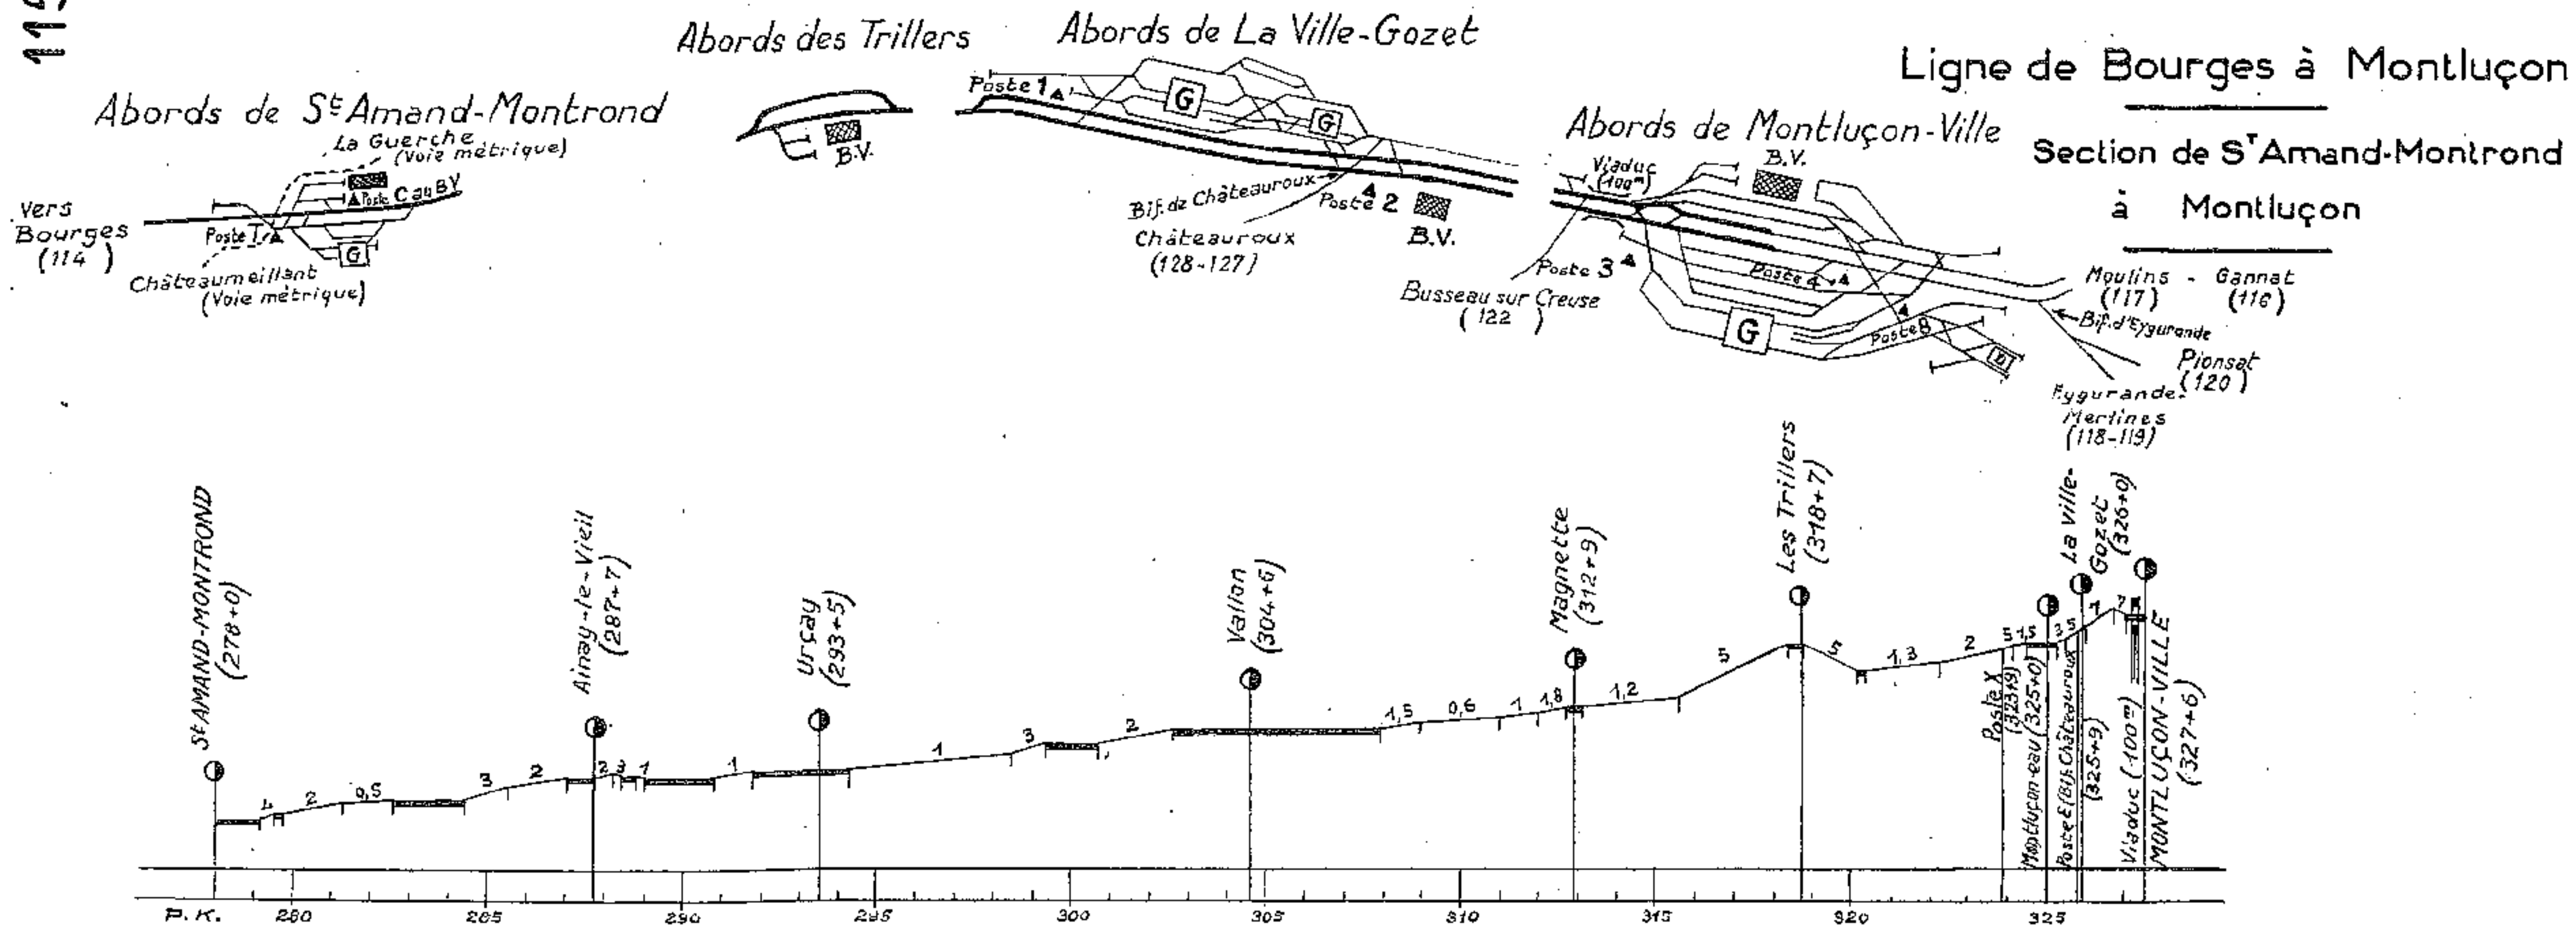 Ligne de Bourges à Montluçon
Section de St Amand-Montrond
à Montluçon
Abords de St Amand-Montrond
La Guerche
(Voie métrique)
Poste C au BV
Vers
Bourges
(114)
Poste 1
G
Châteaumeillant
(Voie métrique)
Abords des Trillers
B.V.
Abords de La Ville-Gozet
Poste 1
G
G
Bif. de Châteauroux
Poste 2
B.V.
Châteauroux
(128-127)
Abords de Montluçon-Ville
Viaduc
(100m)
B.V.
Poste 3
Poste 4
Busseau sur Creuse
(122)
G
Poste B
D
Moulins - Gannat
(117) (116)
Bif. d'Eygurande
Pionsat
(120)
Eygurande-
Merlines
(118-119)
St AMAND-MONTROND
(278+0)
Ainay-le-Vieil
(287+7)
Urçay
(293+5)
Vallon
(304+6)
Magnette
(312+9)
Les Trillers
(318+7)
Poste X
(323+9)
Montluçon-eau (325+0)
Poste E (Bif. Châteauroux)
(325+9)
La Ville-
Gozet
(326+0)
Viaduc (100m)
MONTLUÇON-VILLE
(327+6)
4 2 0,5 3 2 2 3 1 1 1 3 2 1,5 0,6 1 1,8 1,2 5 5 1,3 2 5 1,5 3 5 7 7
P.K. 280 285 290 295 300 305 310 315 320 325